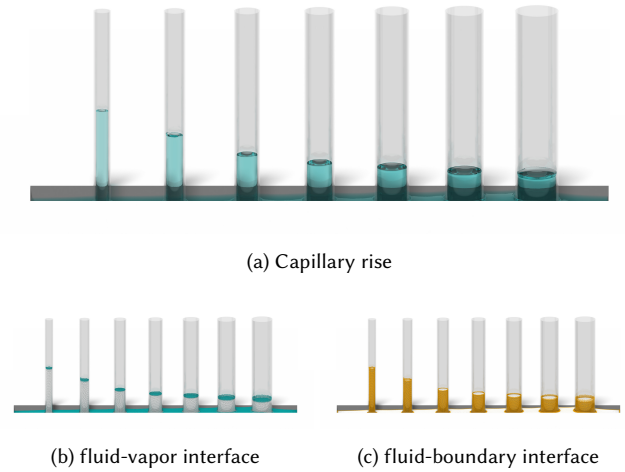 (a) Capillary rise
(b) fluid-vapor interface
(c) fluid-boundary interface